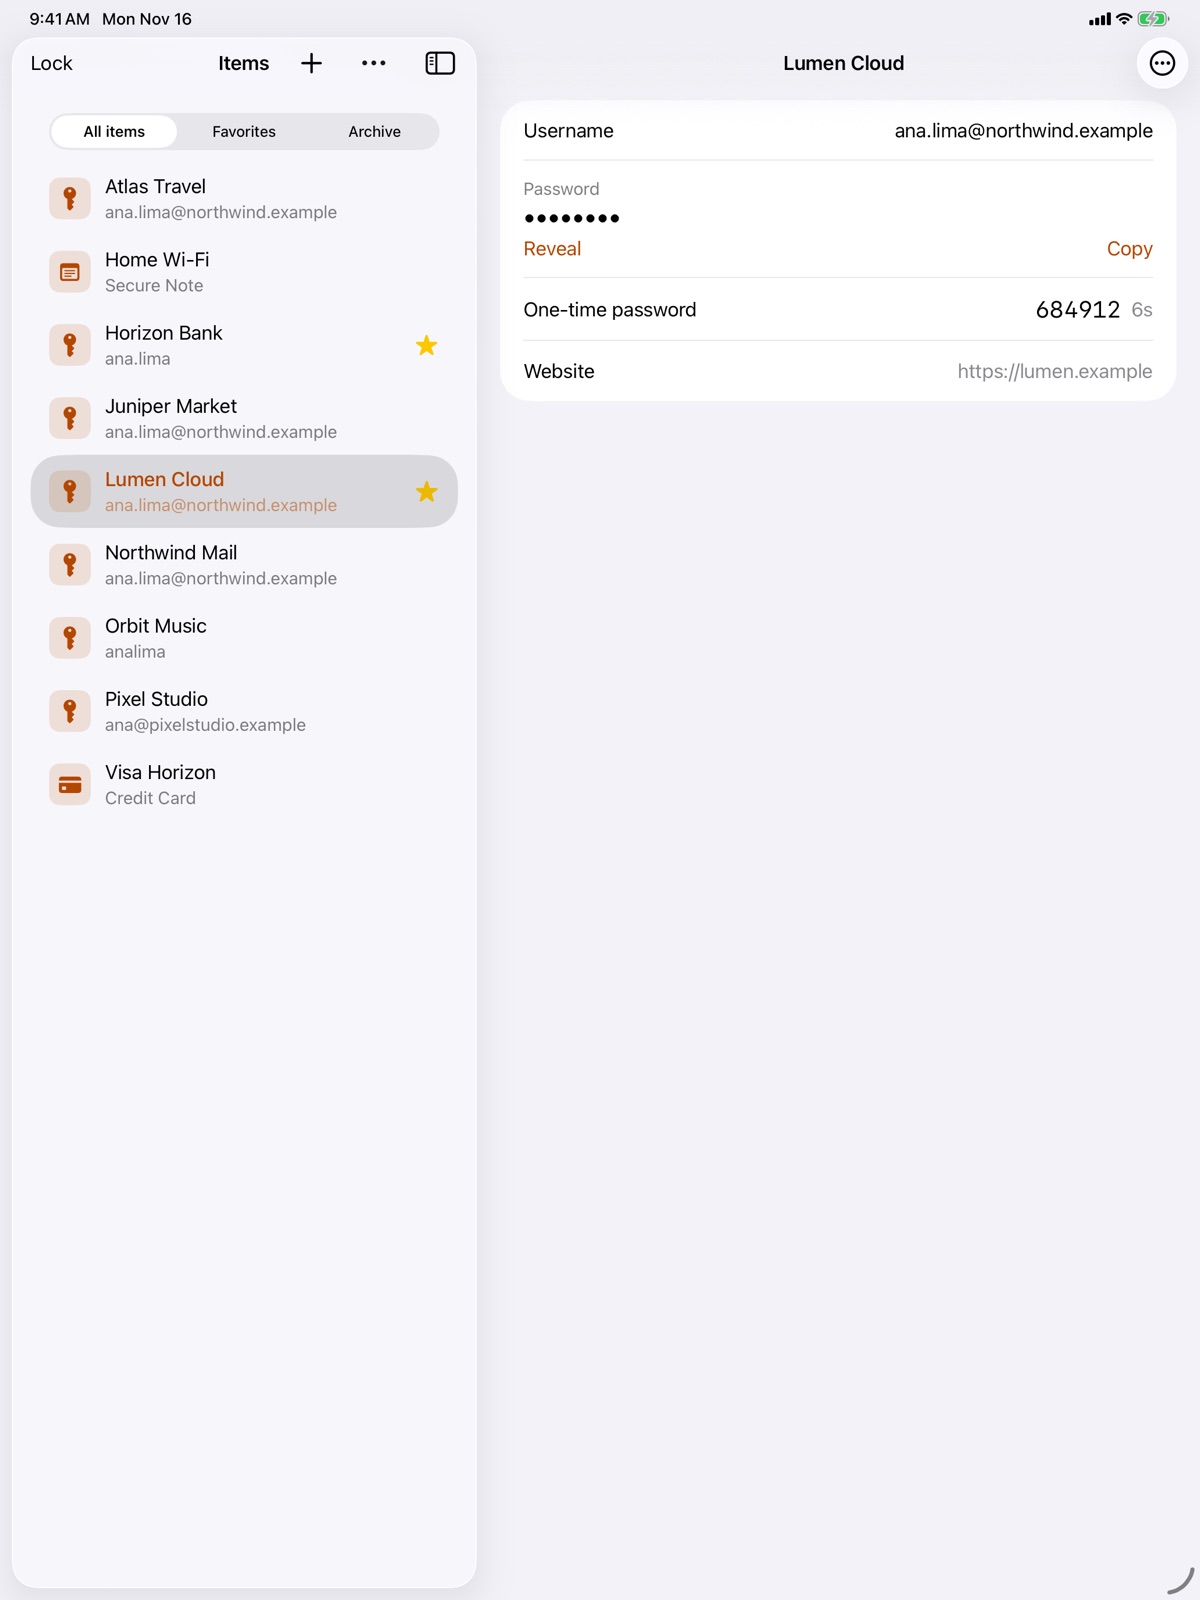 9:41 AM Mon Nov 16
Lock
Items
All items
Favorites
Archive
Atlas Travel
ana.lima@northwind.example
Home Wi-Fi
Secure Note
Horizon Bank
ana.lima
Juniper Market
ana.lima@northwind.example
Lumen Cloud
ana.lima@northwind.example
Northwind Mail
ana.lima@northwind.example
Orbit Music
analima
Pixel Studio
ana@pixelstudio.example
Visa Horizon
Credit Card
Lumen Cloud
Username ana.lima@northwind.example
Password
••••••••
Reveal Copy
One-time password 684912 6s
Website https://lumen.example